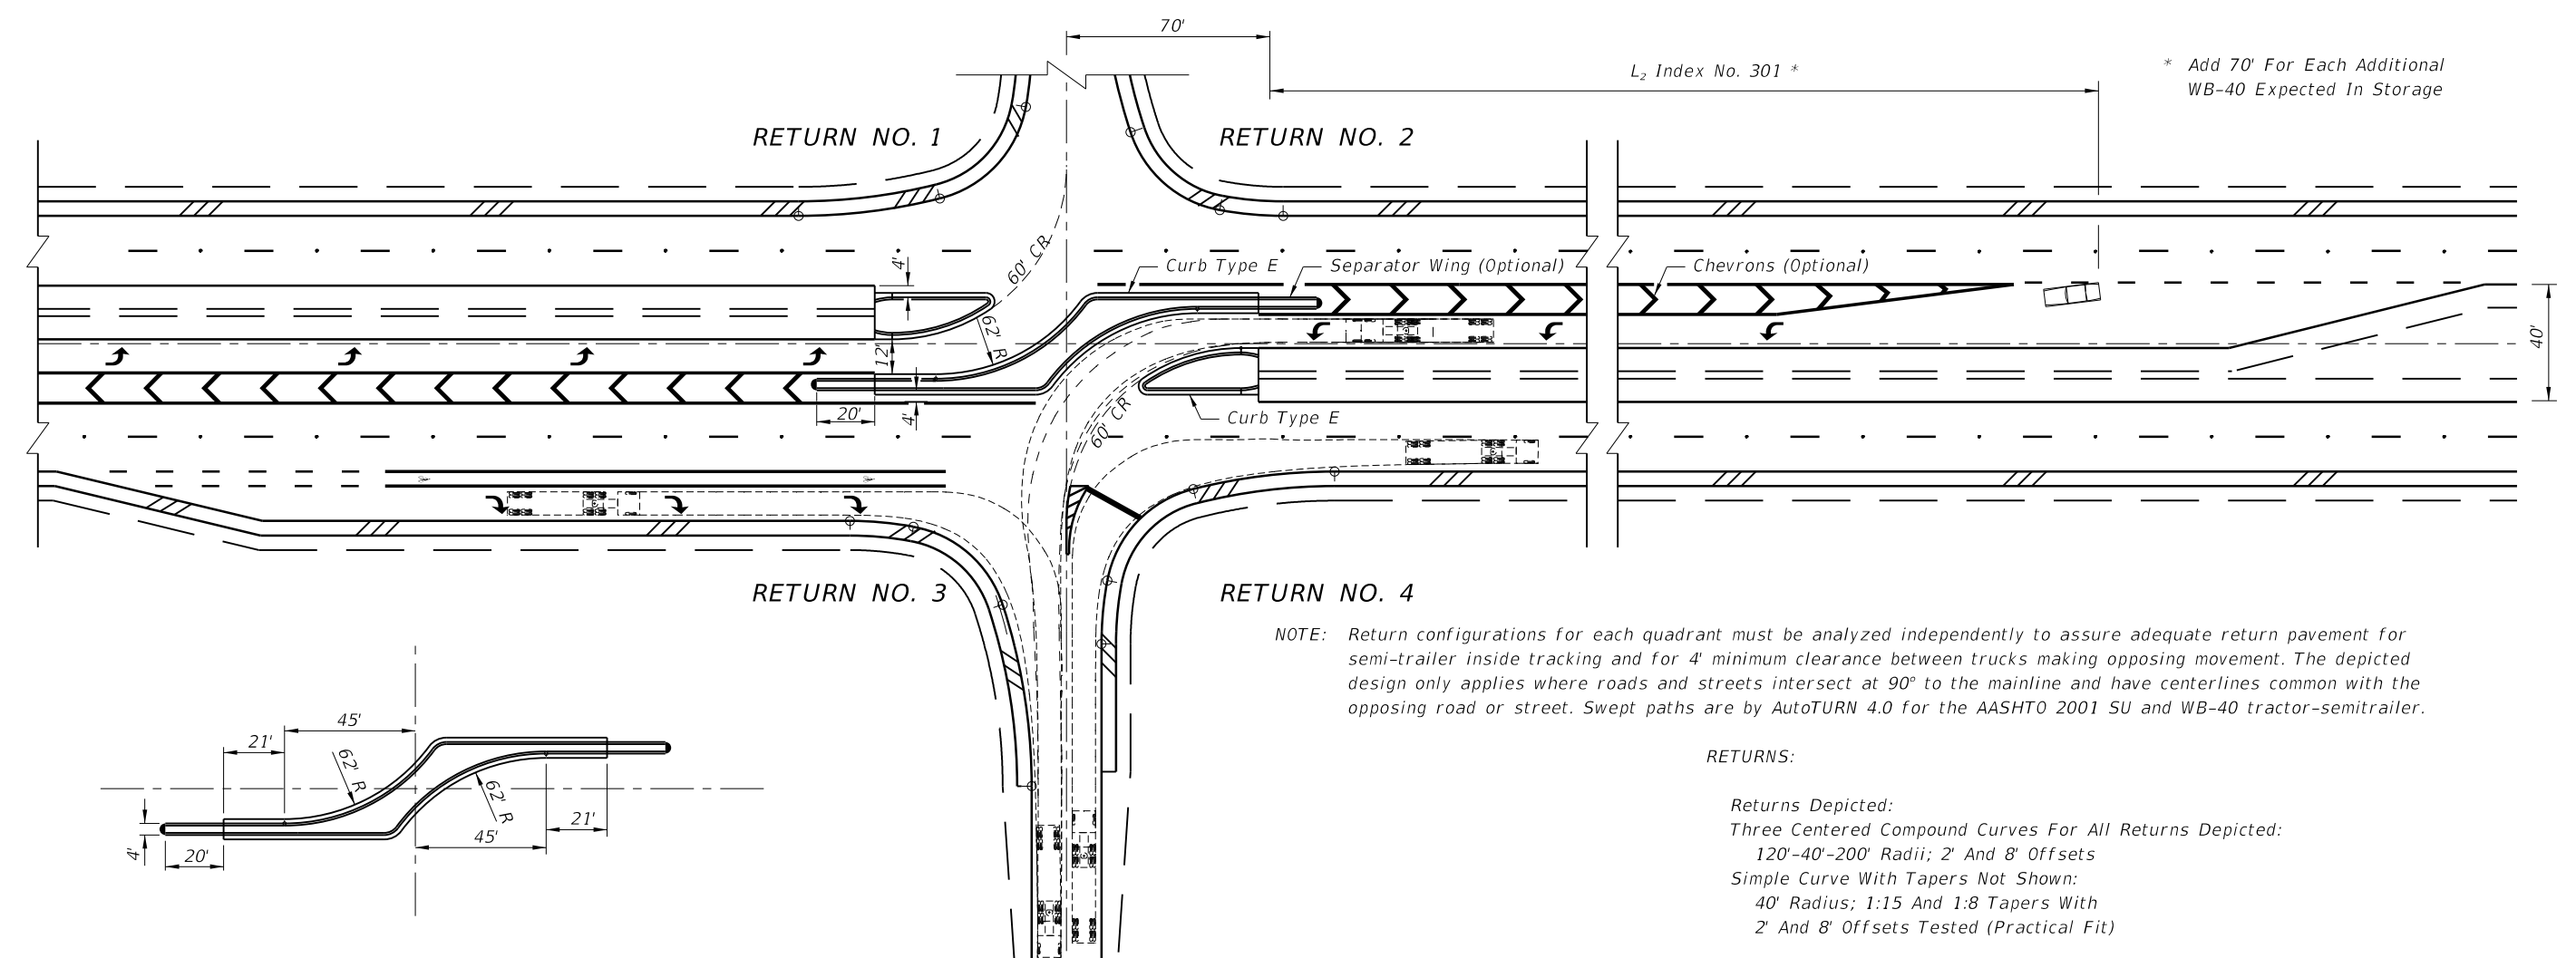 70'
L₂ Index No. 301 *
* Add 70' For Each Additional
WB-40 Expected In Storage
RETURN NO. 1
RETURN NO. 2
60' CR
4'
Curb Type E
Separator Wing (Optional)
Chevrons (Optional)
62' R
12'
40'
20'
4'
60' CR
Curb Type E
RETURN NO. 3
RETURN NO. 4
NOTE: Return configurations for each quadrant must be analyzed independently to assure adequate return pavement for
semi-trailer inside tracking and for 4' minimum clearance between trucks making opposing movement. The depicted
design only applies where roads and streets intersect at 90° to the mainline and have centerlines common with the
opposing road or street. Swept paths are by AutoTURN 4.0 for the AASHTO 2001 SU and WB-40 tractor-semitrailer.
45'
21'
62' R
62' R
21'
45'
4'
20'
RETURNS:
Returns Depicted:
Three Centered Compound Curves For All Returns Depicted:
120'-40'-200' Radii; 2' And 8' Offsets
Simple Curve With Tapers Not Shown:
40' Radius; 1:15 And 1:8 Tapers With
2' And 8' Offsets Tested (Practical Fit)